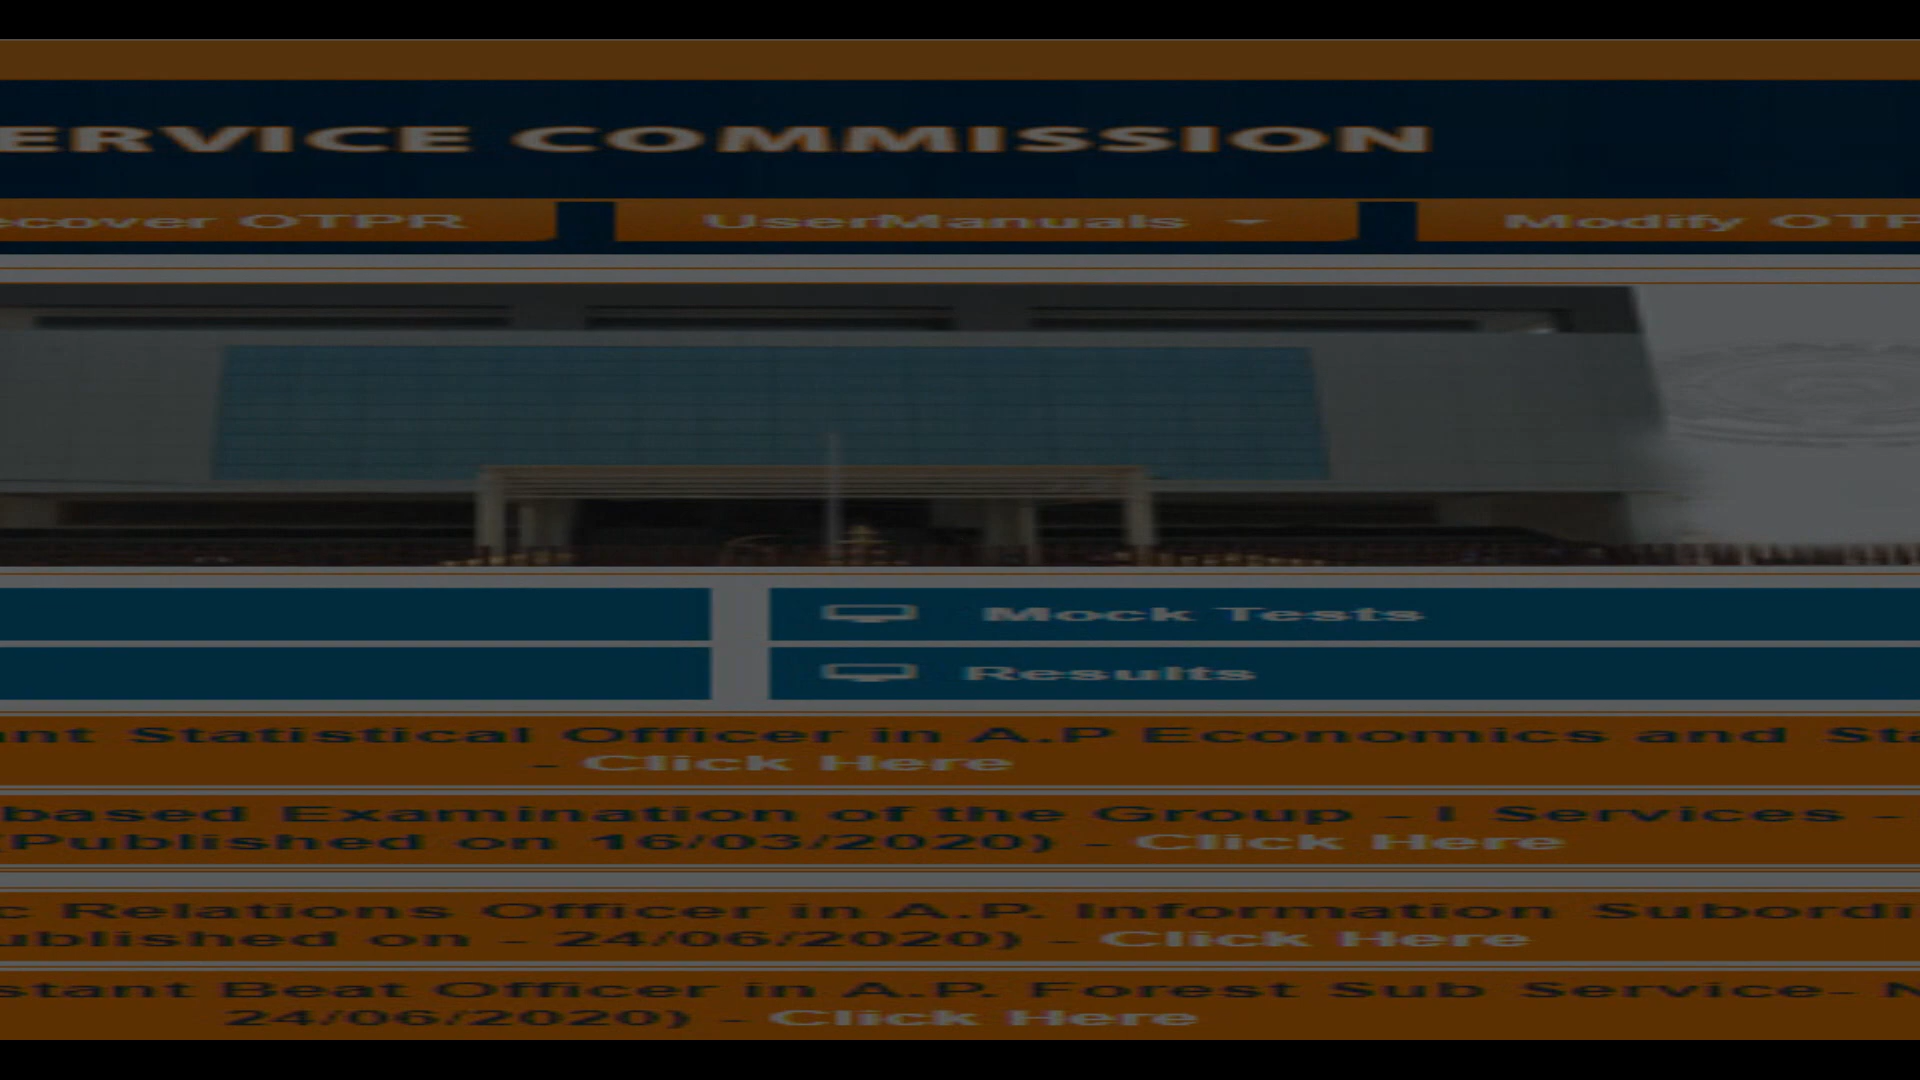 ERVICE COMMISSION
ecover OTPR
UserManuals
Modify OTP
Mock Tests
Results
ant Statistical Officer in A.P Economics and Sta
- Click Here
based Examination of the Group - I Services -
(Published on 16/03/2020) - Click Here
c Relations Officer in A.P. Information Subordi
ublished on - 24/06/2020) - Click Here
stant Beat Officer in A.P. Forest Sub Service- N
24/06/2020) - Click Here